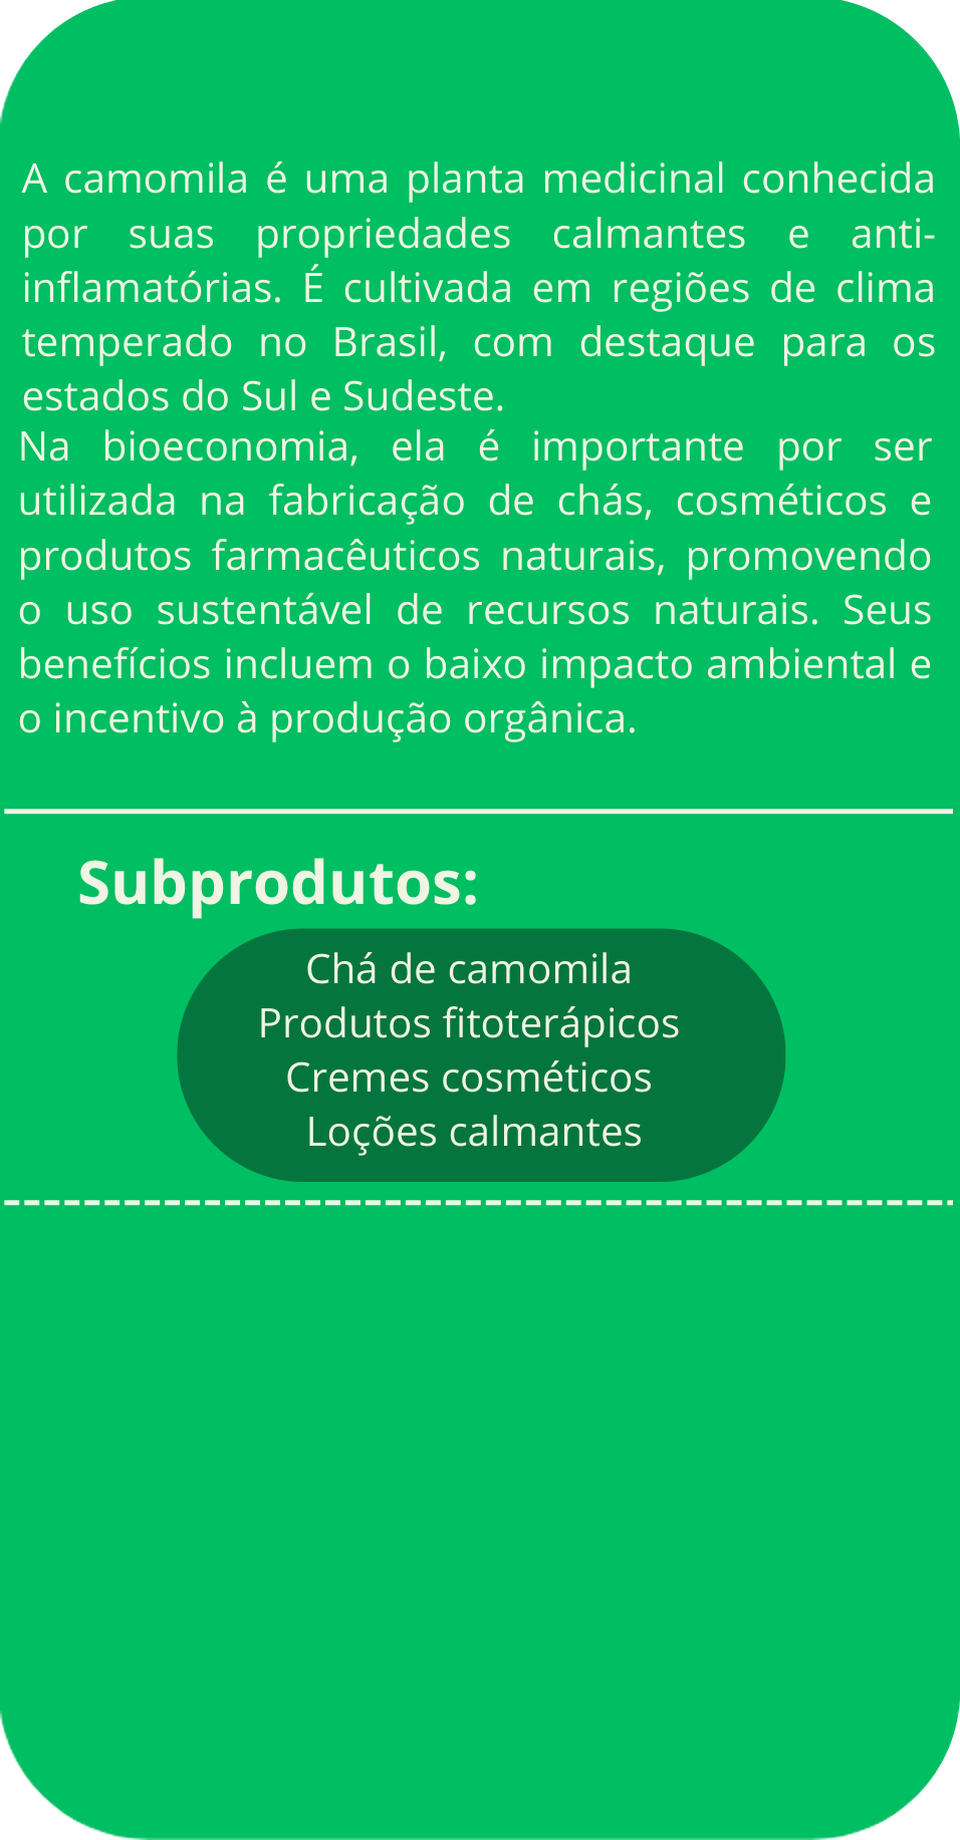 A camomila é uma planta medicinal conhecida
por suas propriedades calmantes e anti-
inflamatórias. É cultivada em regiões de clima
temperado no Brasil, com destaque para os
estados do Sul e Sudeste.
Na bioeconomia, ela é importante por ser
utilizada na fabricação de chás, cosméticos e
produtos farmacêuticos naturais, promovendo
o uso sustentável de recursos naturais. Seus
benefícios incluem o baixo impacto ambiental e
o incentivo à produção orgânica.
Subprodutos:
Chá de camomila
Produtos fitoterápicos
Cremes cosméticos
Loções calmantes